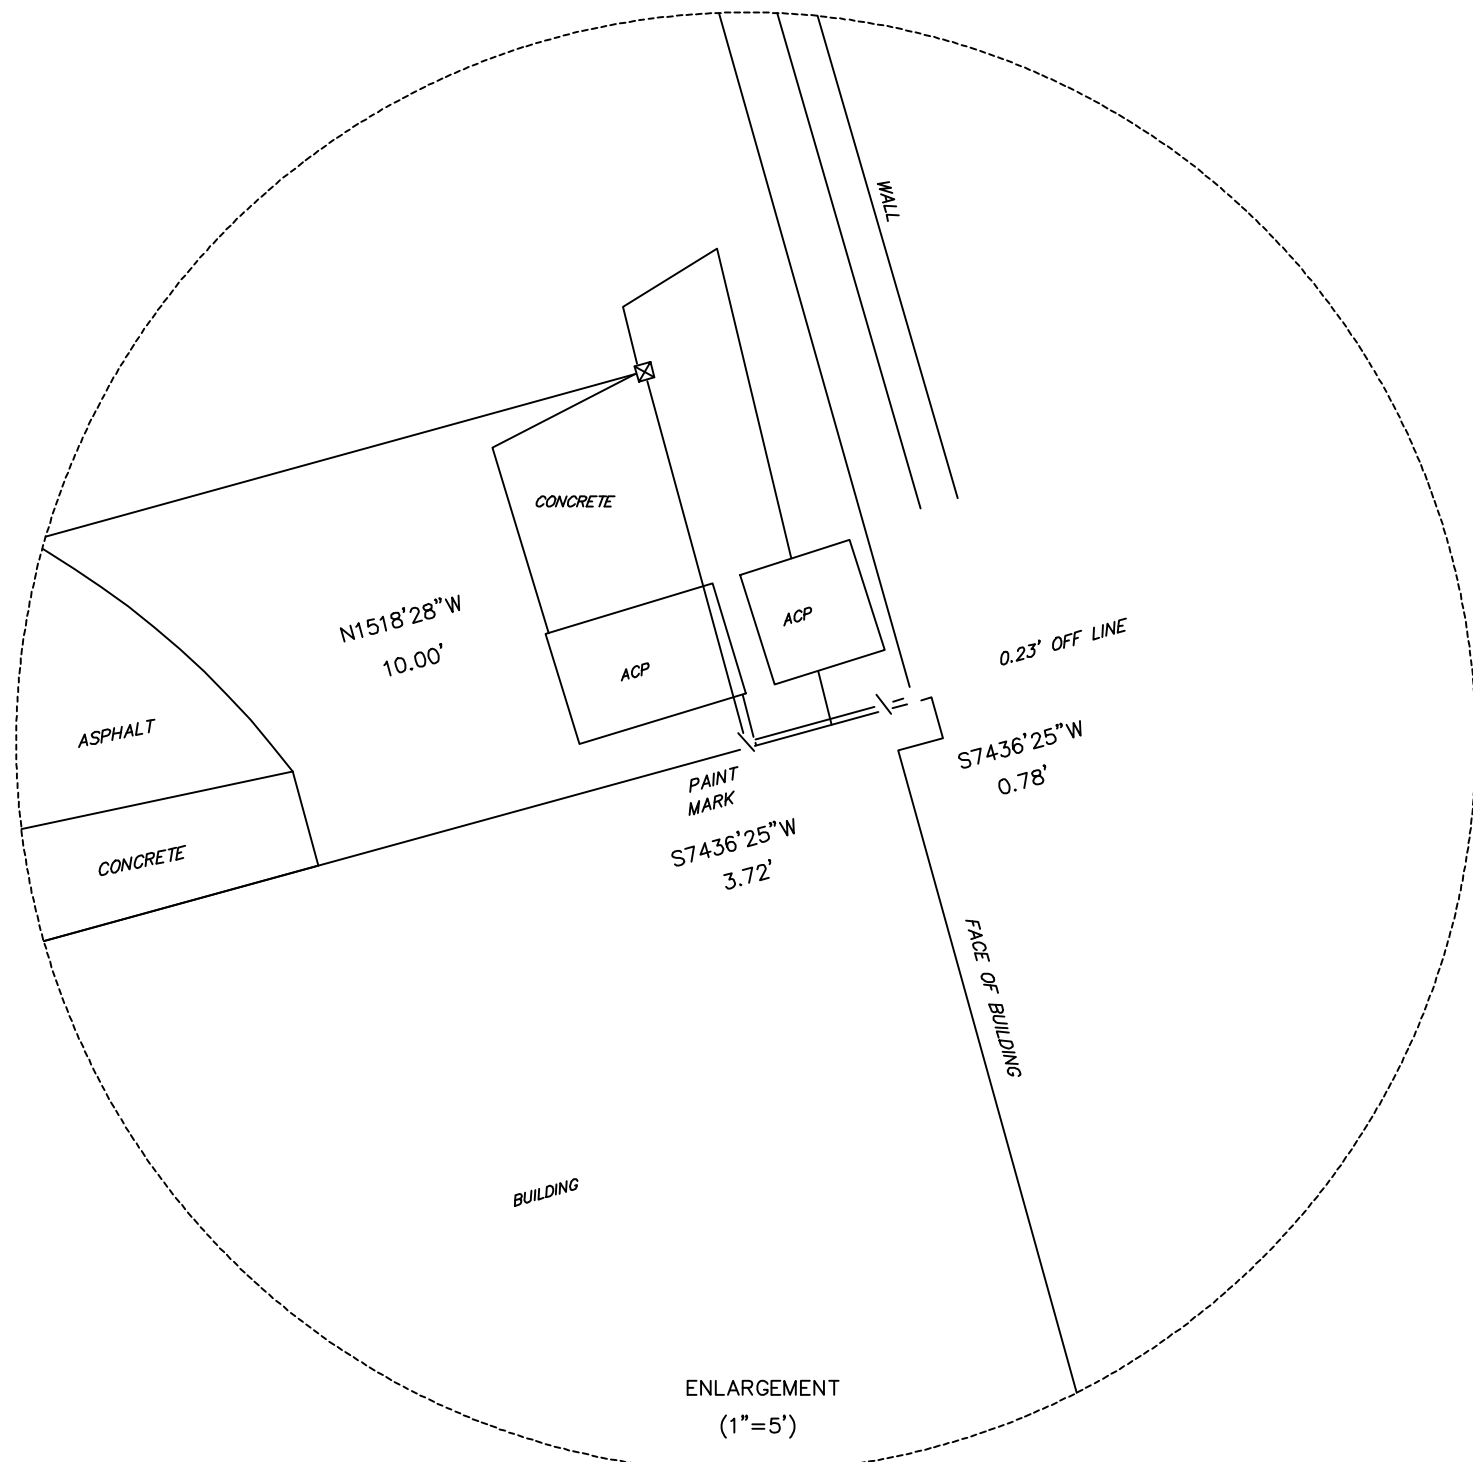 WALL
CONCRETE
N1518'28"W
10.00'
ACP
ACP
0.23' OFF LINE
ASPHALT
S7436'25"W
0.78'
PAINT
MARK
S7436'25"W
3.72'
CONCRETE
FACE OF BUILDING
BUILDING
ENLARGEMENT
(1"=5')